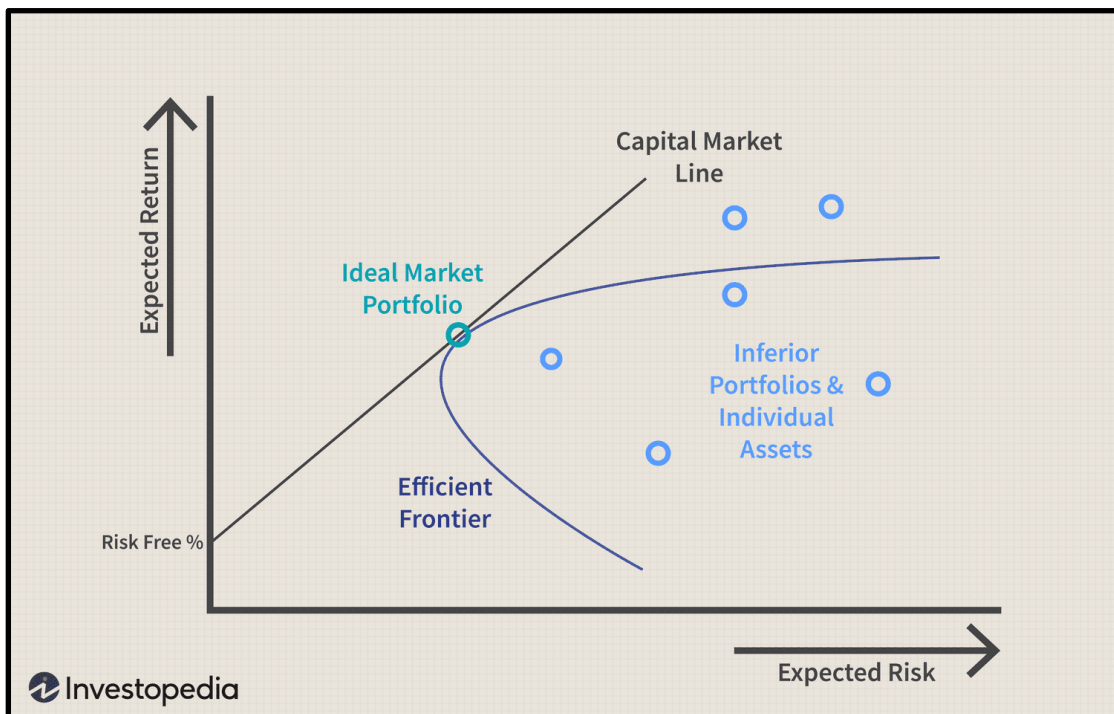 Capital Market
Line
Expected Return
Ideal Market
Portfolio
Inferior
Portfolios &
Individual
Assets
Efficient
Frontier
Risk Free %
Expected Risk
Investopedia